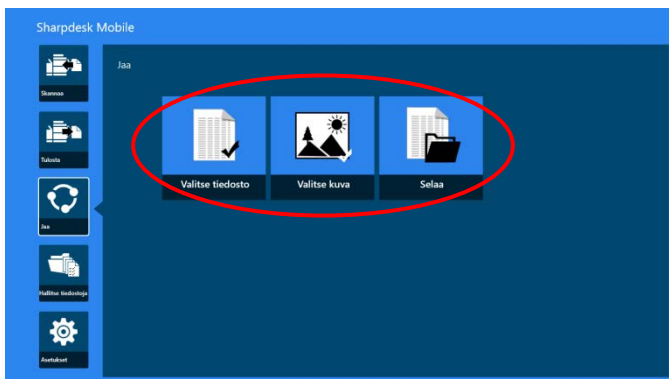 Sharpdesk Mobile
Skannaa
Tulosta
Jaa
Hallitse tiedostoja
Asetukset
Jaa
Valitse tiedosto
Valitse kuva
Selaa